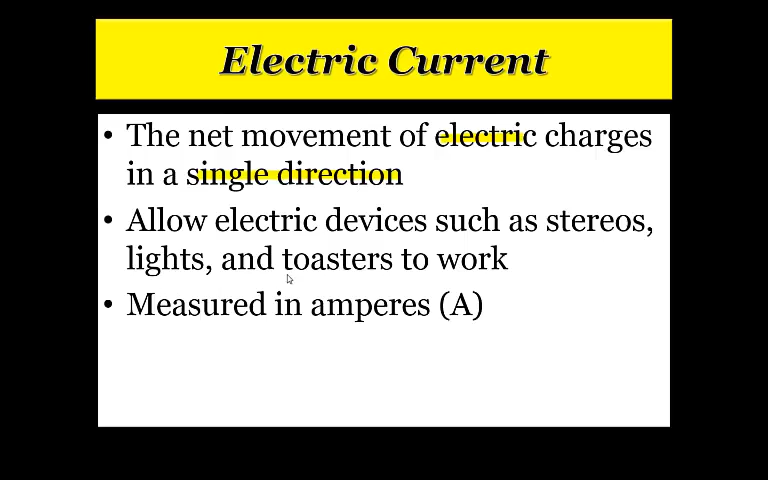 Electric Current
• The net movement of electric charges
in a single direction
• Allow electric devices such as stereos,
lights, and toasters to work
• Measured in amperes (A)